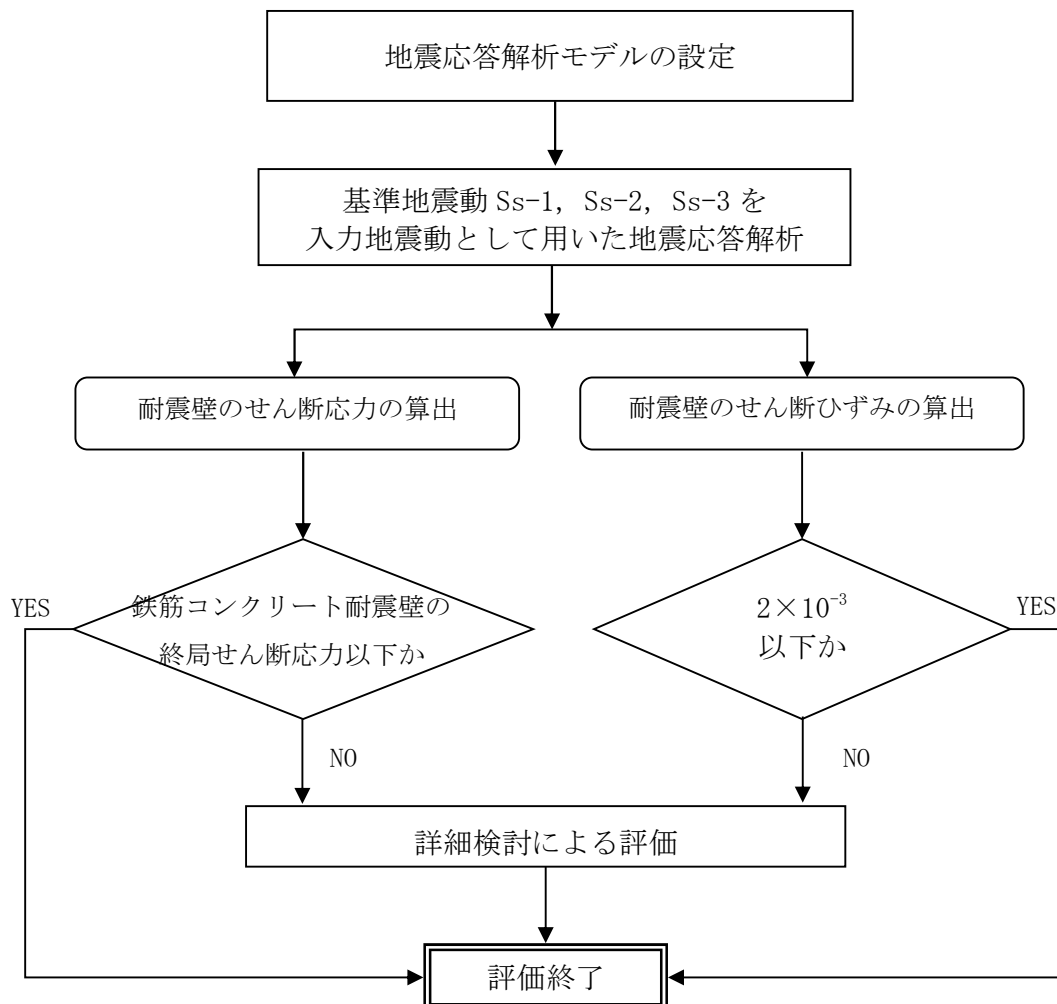 地震応答解析モデルの設定
基準地震動 Ss-1, Ss-2, Ss-3 を
入力地震動として用いた地震応答解析
耐震壁のせん断応力の算出
耐震壁のせん断ひずみの算出
YES
鉄筋コンクリート耐震壁の
終局せん断応力以下か
2×10⁻³
以下か
YES
NO
NO
詳細検討による評価
評価終了